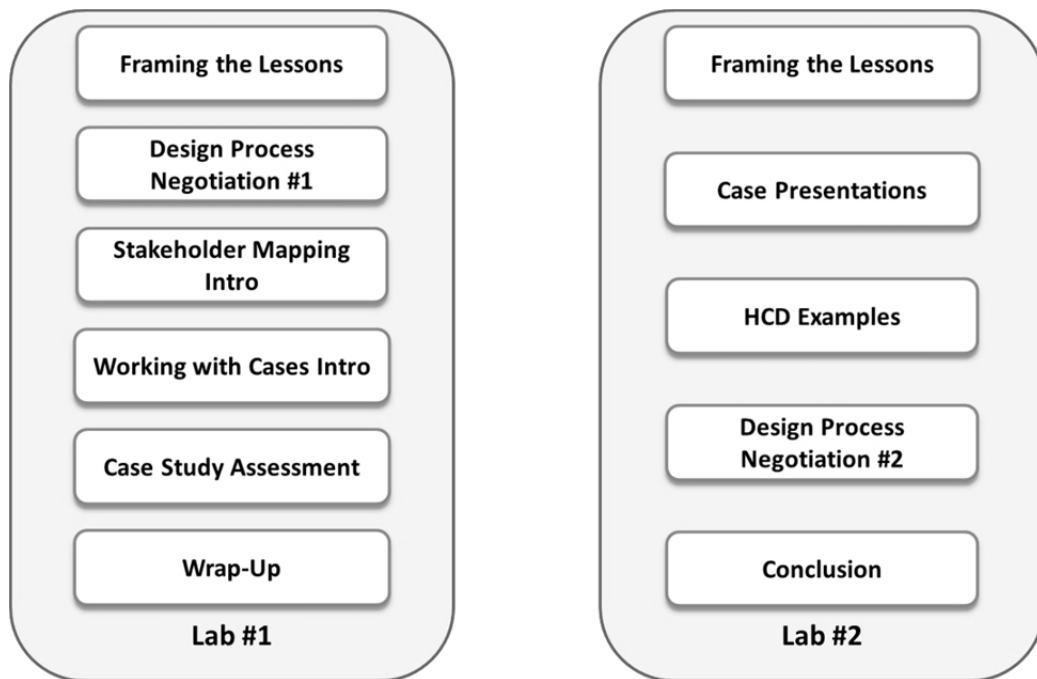 Framing the Lessons
Design Process
Negotiation #1
Stakeholder Mapping
Intro
Working with Cases Intro
Case Study Assessment
Wrap-Up
Lab #1
Framing the Lessons
Case Presentations
HCD Examples
Design Process
Negotiation #2
Conclusion
Lab #2